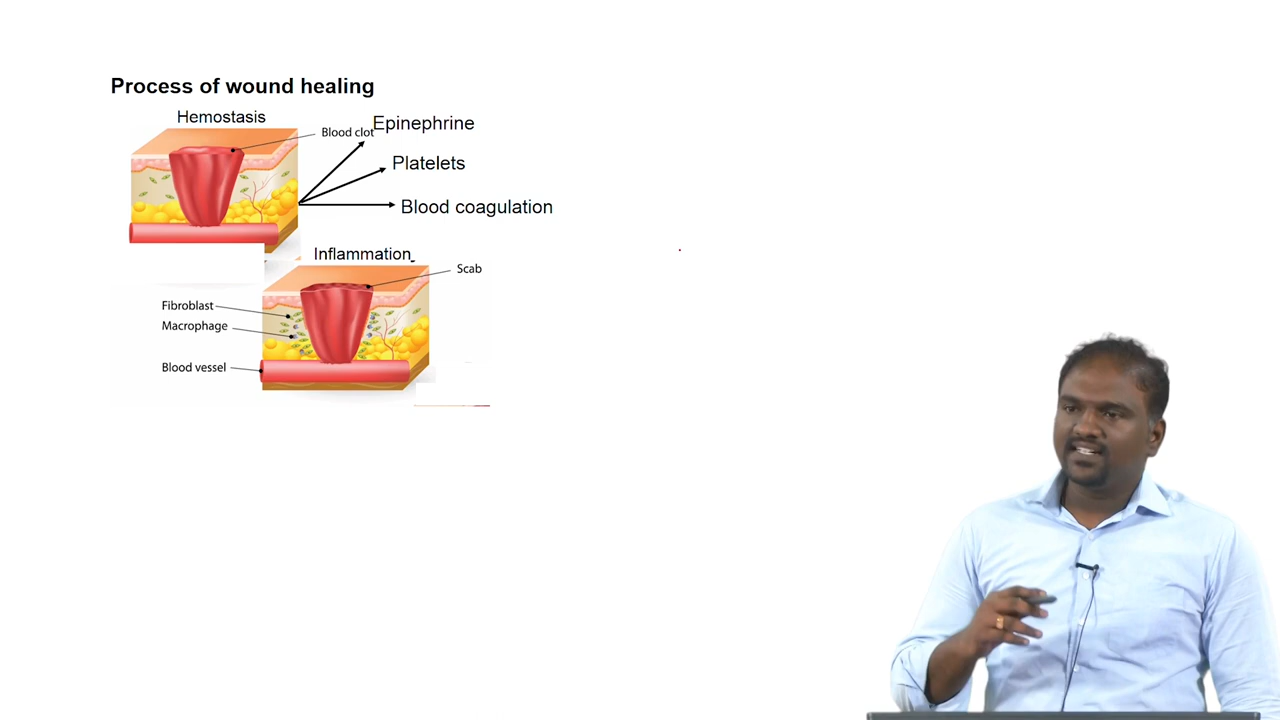 Process of wound healing
Hemostasis
Blood clot
Epinephrine
Platelets
Blood coagulation
Inflammation
Scab
Fibroblast
Macrophage
Blood vessel